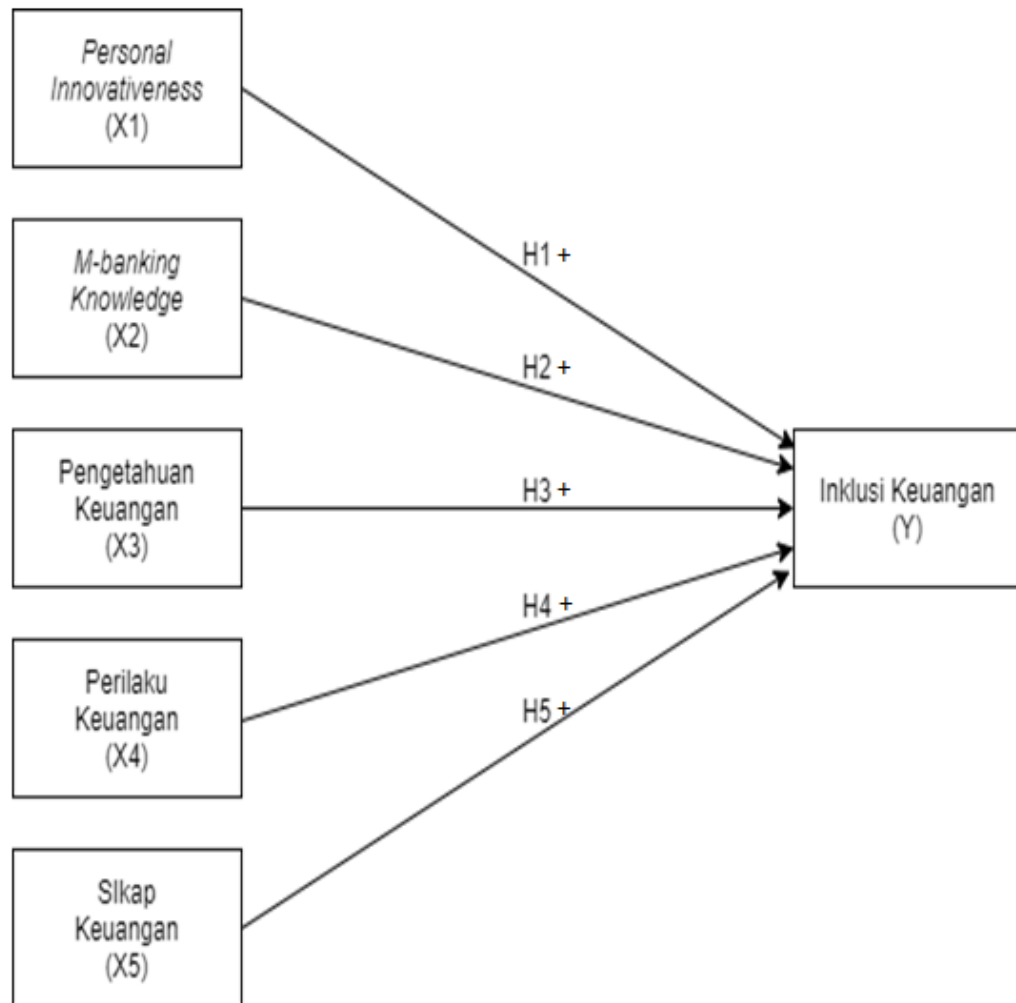 Personal
Innovativeness
(X1)
M-banking
Knowledge
(X2)
Pengetahuan
Keuangan
(X3)
Perilaku
Keuangan
(X4)
SIkap
Keuangan
(X5)
H1 +
H2 +
H3 +
H4 +
H5 +
Inklusi Keuangan
(Y)